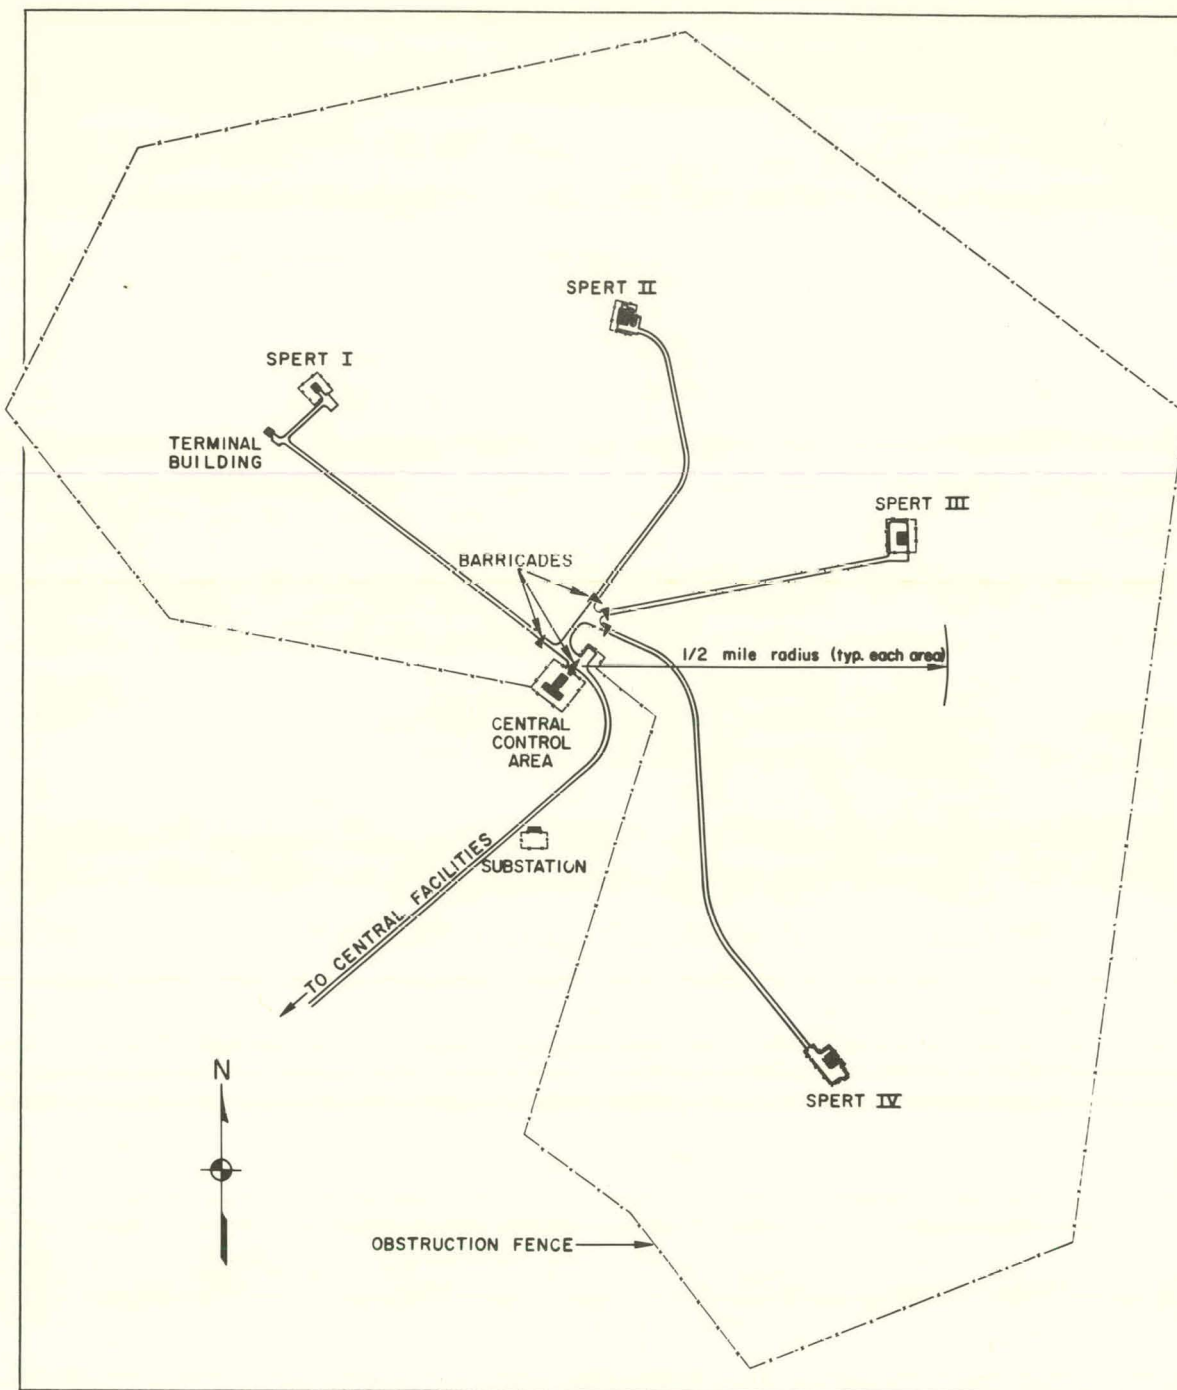 SPERT II
SPERT I
TERMINAL
BUILDING
SPERT III
BARRICADES
1/2 mile radius (typ. each area)
CENTRAL
CONTROL
AREA
SUBSTATION
TO CENTRAL FACILITIES
N
SPERT IV
OBSTRUCTION FENCE